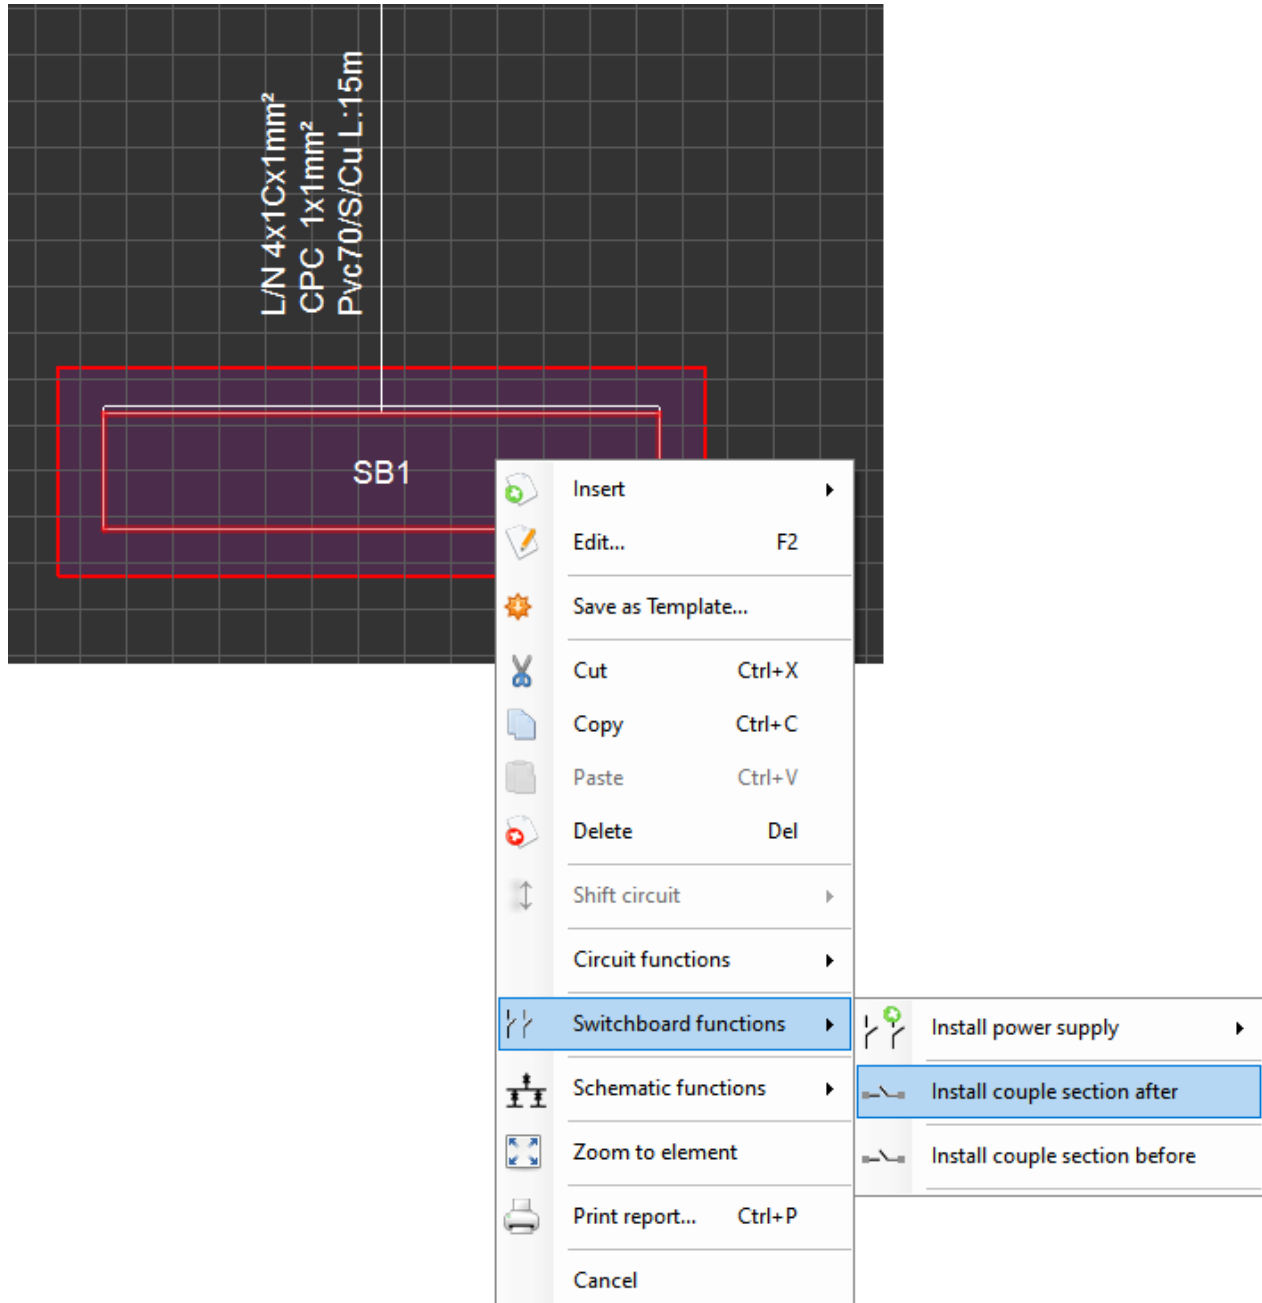 L/N 4x1Cx1mm²
CPC 1x1mm²
Pvc70/S/Cu L:15m
SB1
Insert
Edit... F2
Save as Template...
Cut Ctrl+X
Copy Ctrl+C
Paste Ctrl+V
Delete Del
Shift circuit
Circuit functions
Switchboard functions
Install power supply
Install couple section after
Install couple section before
Schematic functions
Zoom to element
Print report... Ctrl+P
Cancel